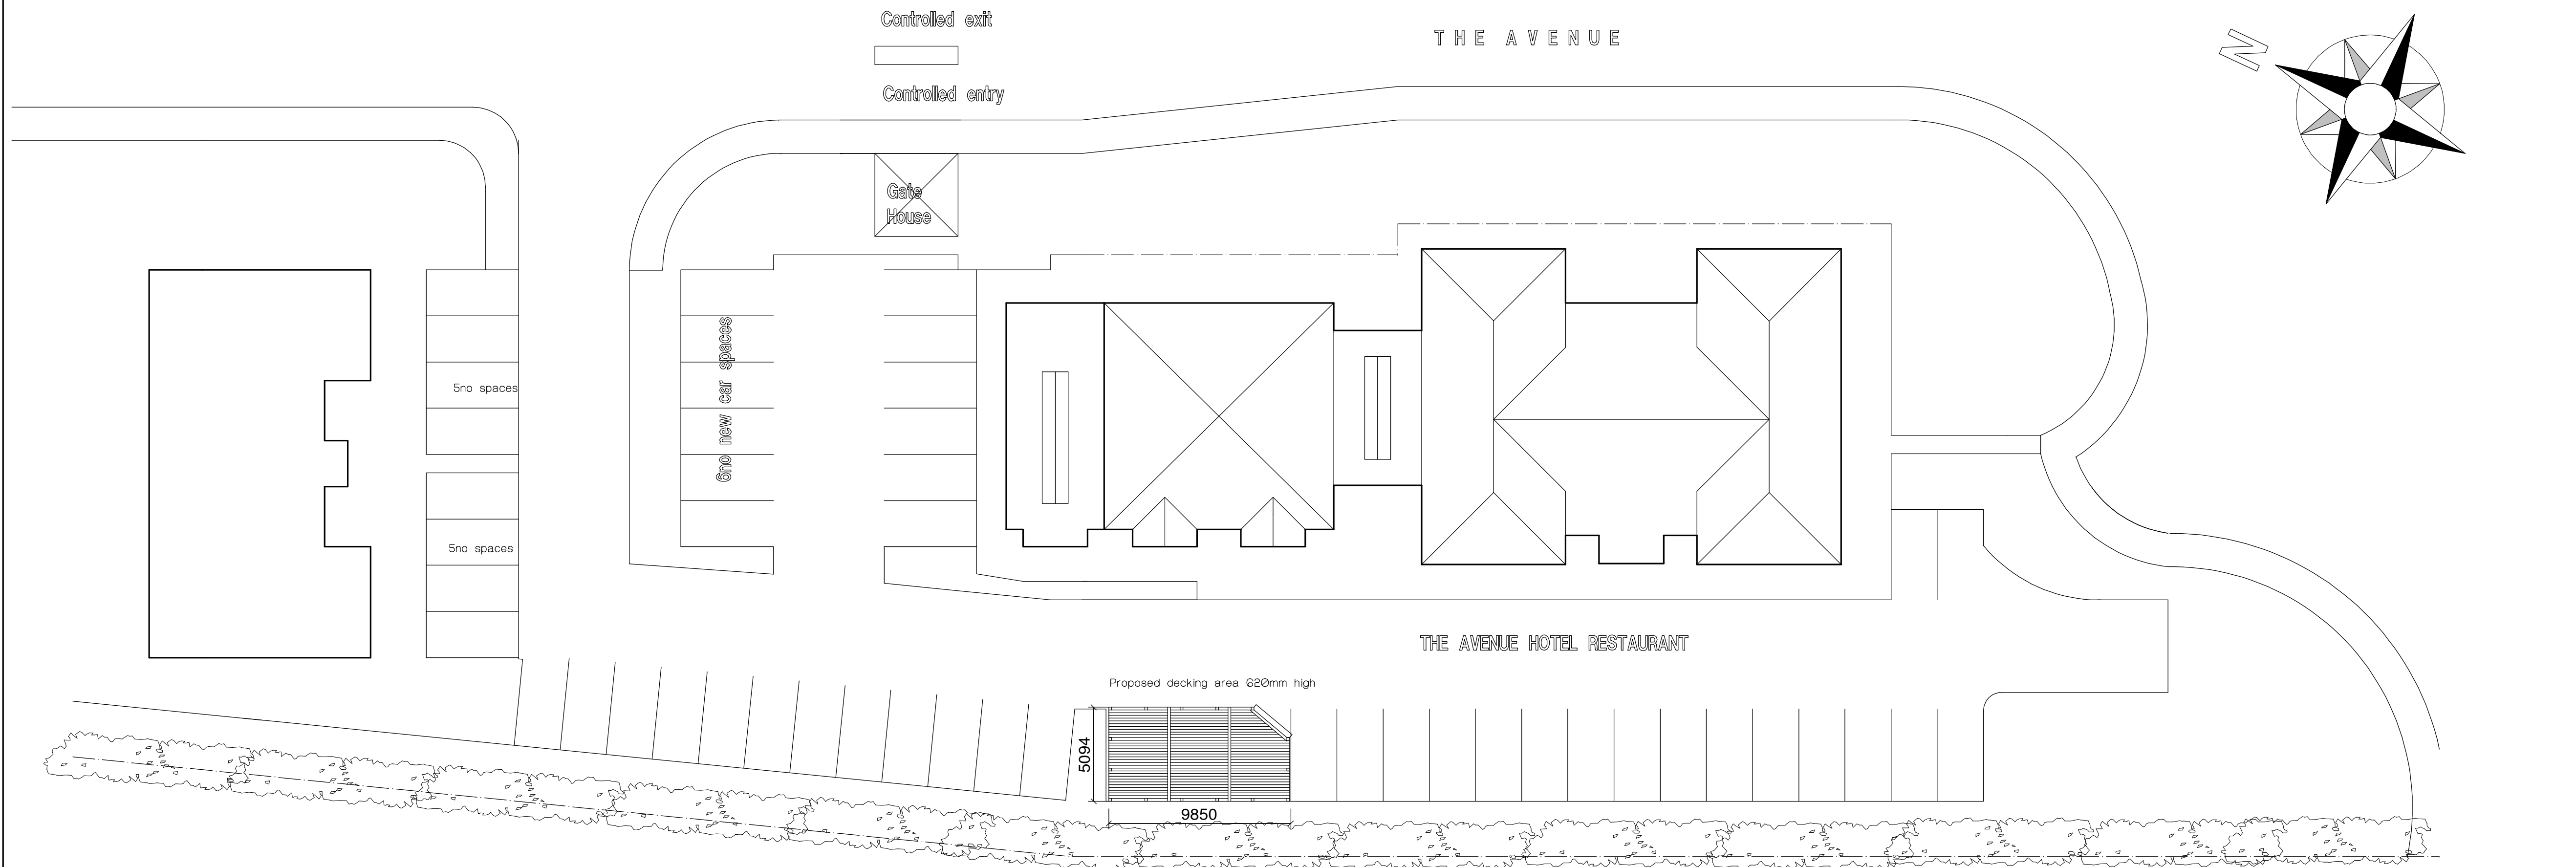 Controlled exit
THE AVENUE
N
Controlled entry
Gate
House
6no new car spaces
5no spaces
5no spaces
THE AVENUE HOTEL RESTAURANT
Proposed decking area 620mm high
5094
9850